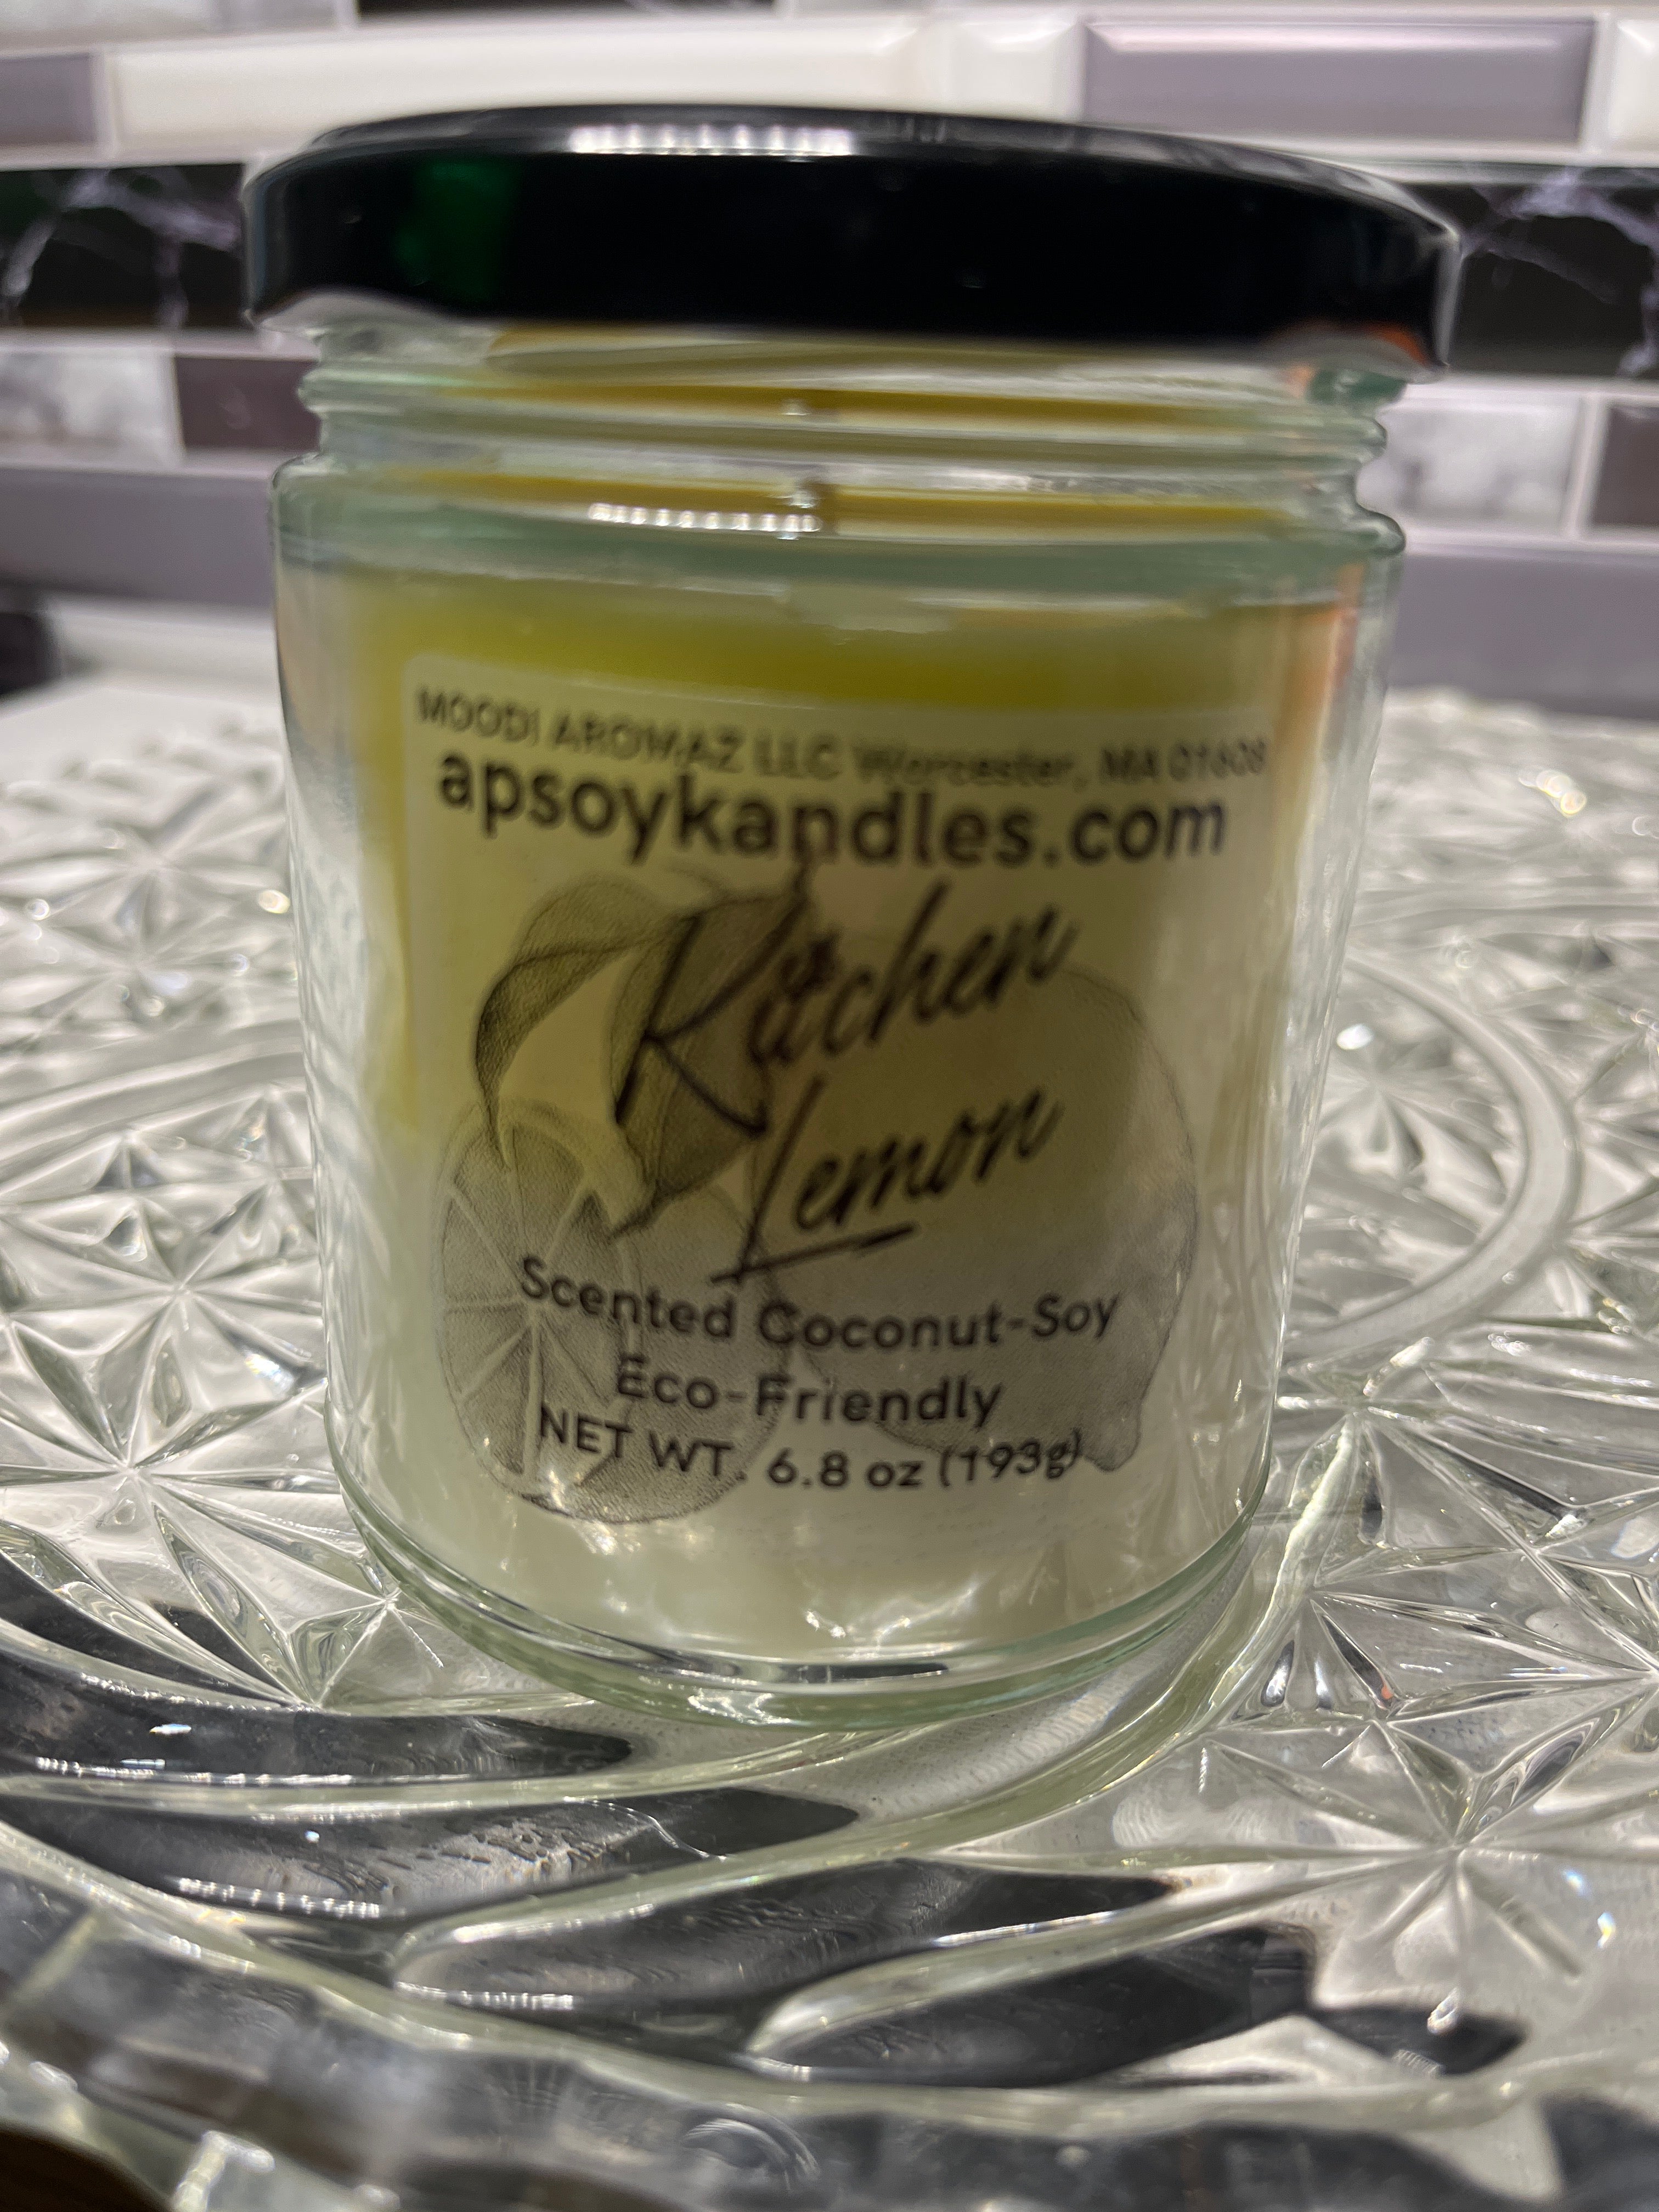 MOODI AROMAZ LLC Worcester, MA 01608
apsoykandles.com
Kitchen
Lemon
Scented Coconut-Soy
Eco-Friendly
NET WT. 6.8 oz (193g)